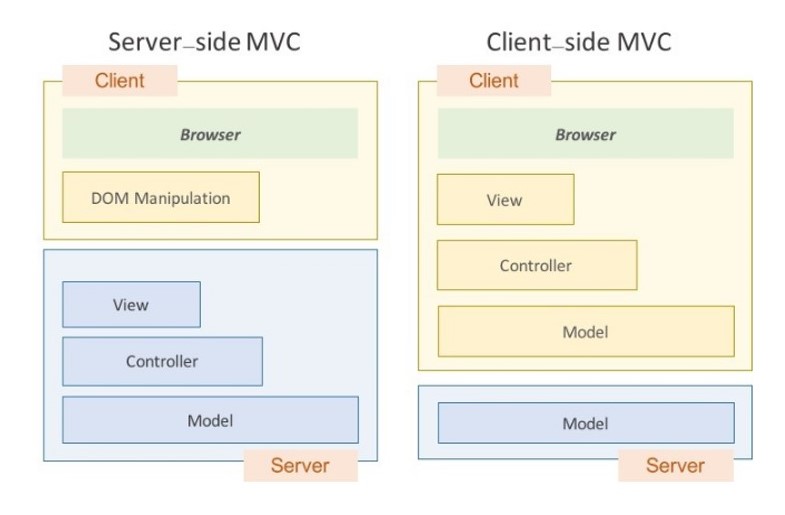 Server–side MVC
Client
Browser
DOM Manipulation
View
Controller
Model
Server
Client–side MVC
Client
Browser
View
Controller
Model
Model
Server